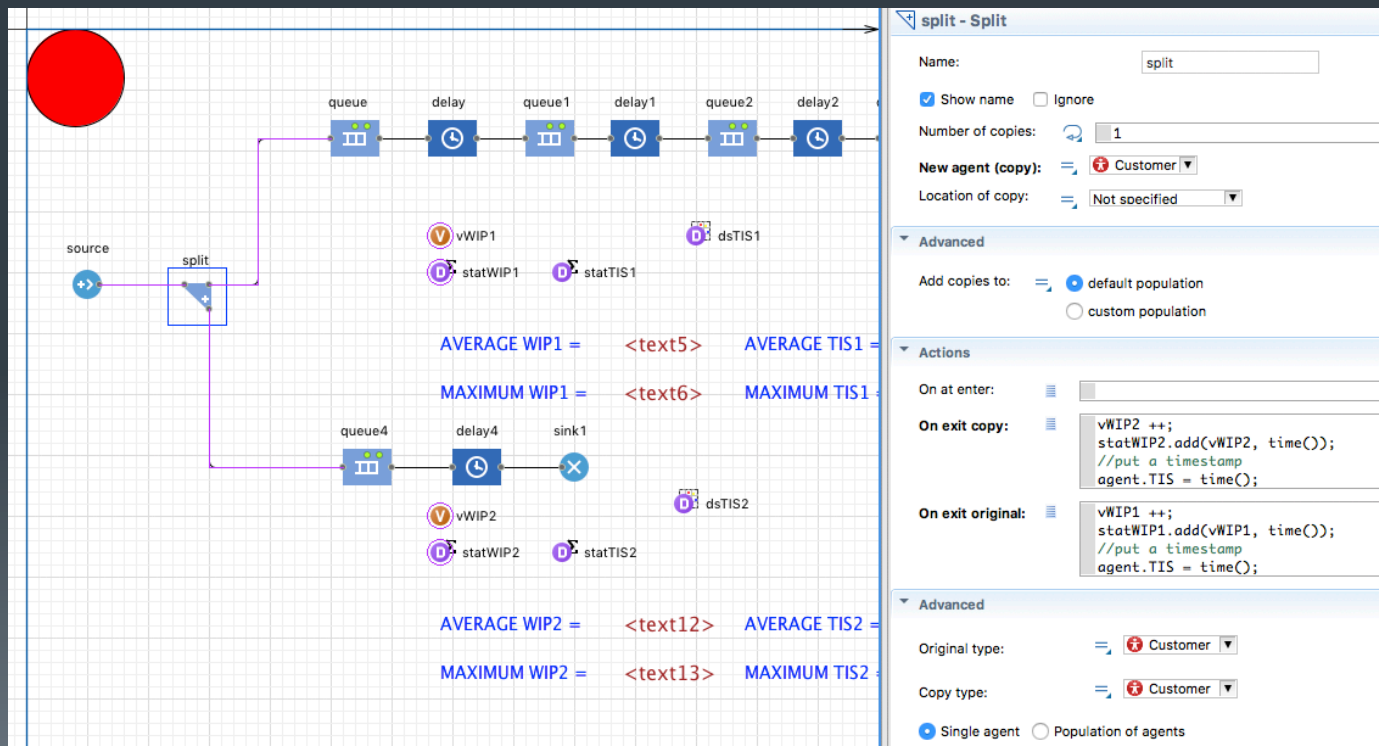 queue
delay
queue1
delay1
queue2
delay2
source
split
V vWIP1
D Σ statWIP1
D Σ statTIS1
D dsTIS1
AVERAGE WIP1 =
<text5>
AVERAGE TIS1 =
MAXIMUM WIP1 =
<text6>
MAXIMUM TIS1 =
queue4
delay4
sink1
V vWIP2
D Σ statWIP2
D Σ statTIS2
D dsTIS2
AVERAGE WIP2 =
<text12>
AVERAGE TIS2 =
MAXIMUM WIP2 =
<text13>
MAXIMUM TIS2 =
split - Split
Name:
split
Show name
Ignore
Number of copies:
1
New agent (copy):
Customer
Location of copy:
Not specified
Advanced
Add copies to:
default population
custom population
Actions
On at enter:
On exit copy:
vWIP2 ++;
statWIP2.add(vWIP2, time());
//put a timestamp
agent.TIS = time();
On exit original:
vWIP1 ++;
statWIP1.add(vWIP1, time());
//put a timestamp
agent.TIS = time();
Advanced
Original type:
Customer
Copy type:
Customer
Single agent
Population of agents